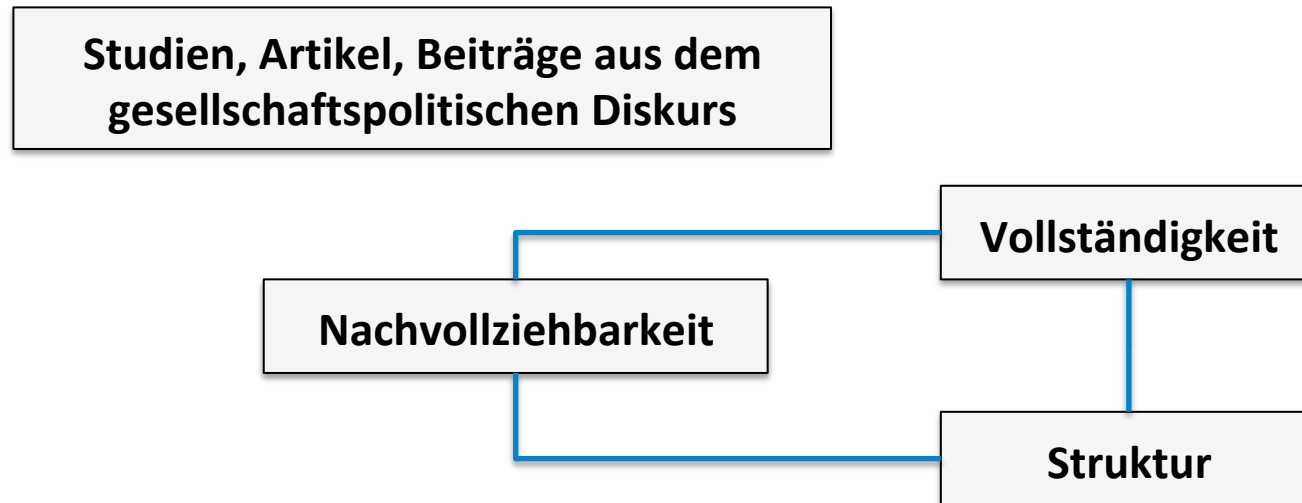 Studien, Artikel, Beiträge aus dem
gesellschaftspolitischen Diskurs
Vollständigkeit
Nachvollziehbarkeit
Struktur